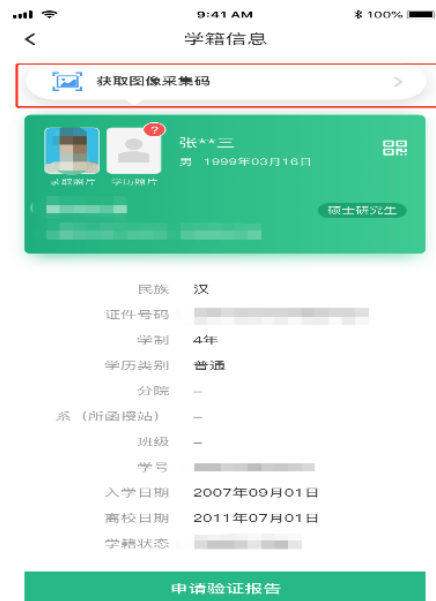 9:41 AM
100%
学籍信息
获取图像采集码
?
张**三
男 1999年03月16日
录取照片 学历照片
硕士研究生
民族 汉
证件号码
学制 4年
学历类别 普通
分院 –
系（所函授站） –
班级 –
学号
入学日期 2007年09月01日
离校日期 2011年07月01日
学籍状态
申请验证报告